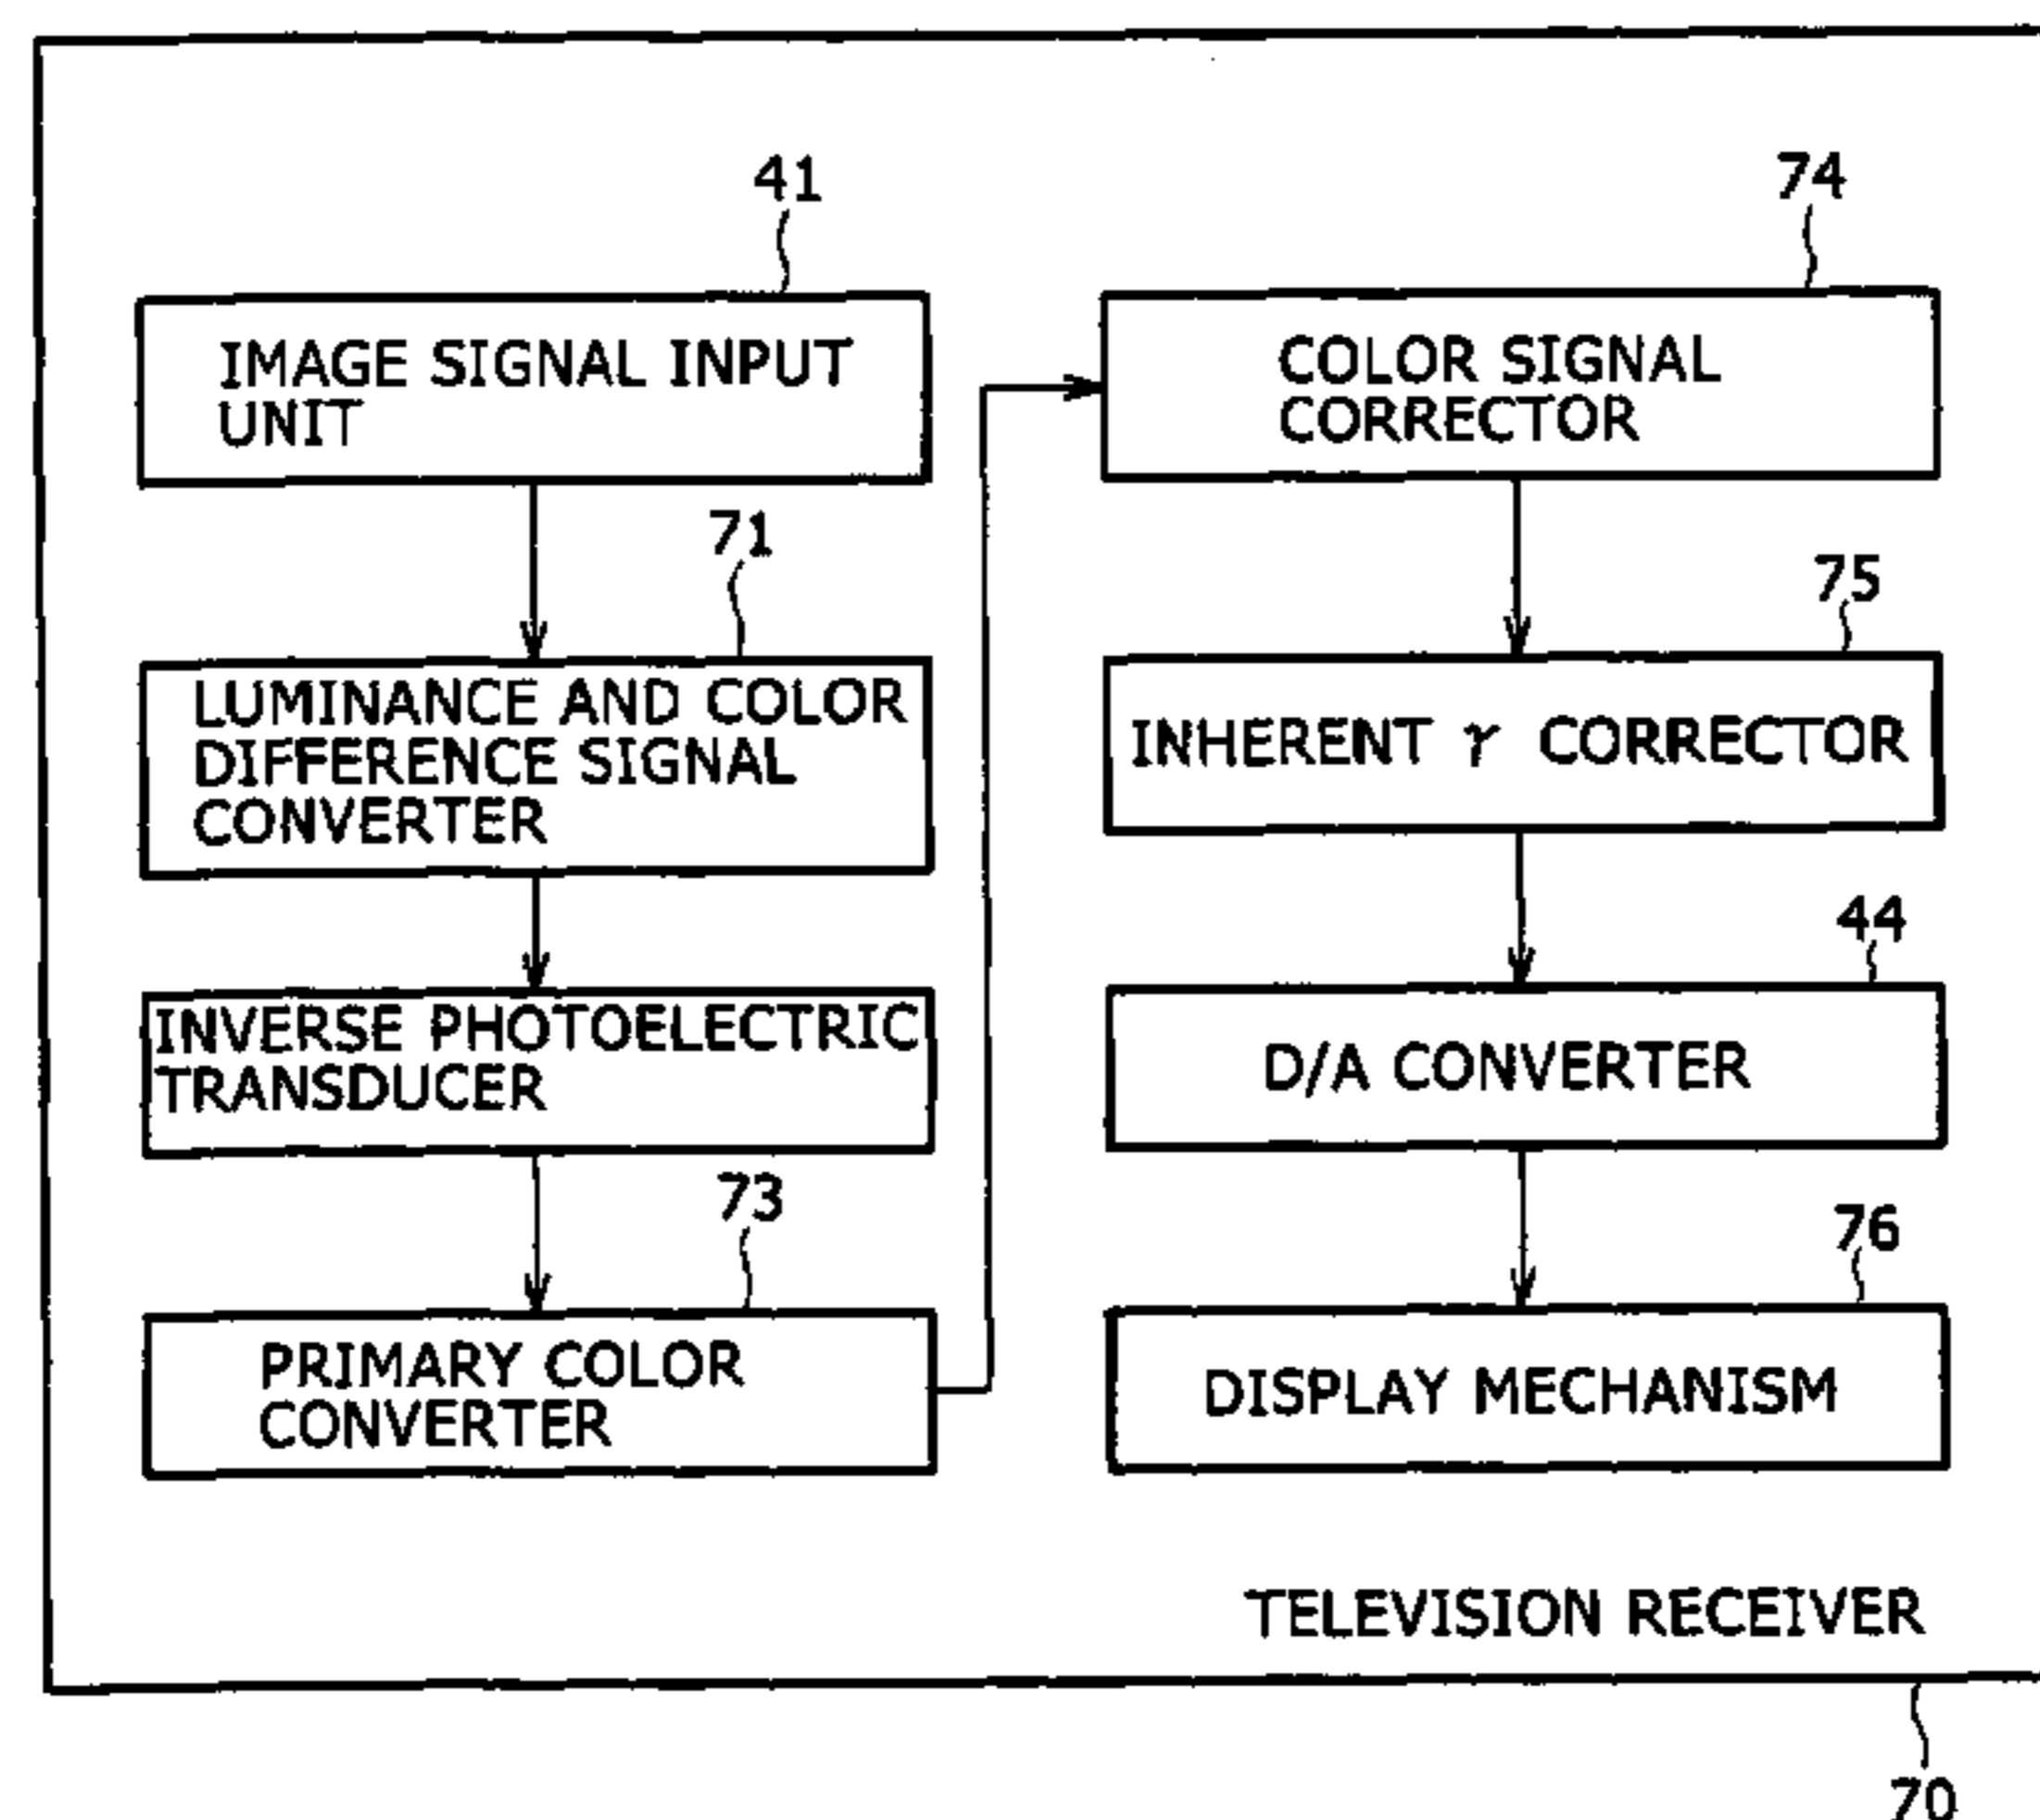 41
IMAGE SIGNAL INPUT
UNIT
71
LUMINANCE AND COLOR
DIFFERENCE SIGNAL
CONVERTER
INVERSE PHOTOELECTRIC
TRANSDUCER
73
PRIMARY COLOR
CONVERTER
74
COLOR SIGNAL
CORRECTOR
75
INHERENT γ CORRECTOR
44
D/A CONVERTER
76
DISPLAY MECHANISM
TELEVISION RECEIVER
70